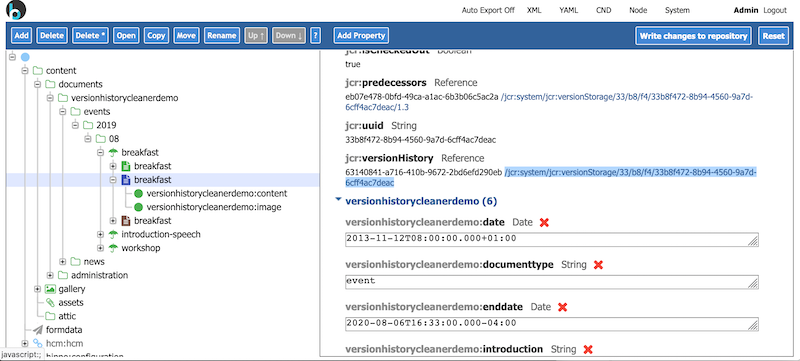 Auto Export Off XML YAML CND Node System Admin Logout
Add Delete Delete * Open Copy Move Rename Up ↑ Down ↓ ? Add Property Write changes to repository Reset
content
documents
versionhistorycleanerdemo
events
2019
08
breakfast
breakfast
breakfast
versionhistorycleanerdemo:content
versionhistorycleanerdemo:image
breakfast
introduction-speech
workshop
news
administration
gallery
assets
attic
formdata
hcm:hcm
hippo:configuration
javascript:;
jcr:isCheckedOut Boolean
true
jcr:predecessors Reference
eb07e478-0bfd-49ca-a1ac-6b3b06c5ac2a /jcr:system/jcr:versionStorage/33/b8/f4/33b8f472-8b94-4560-9a7d-
6cff4ac7deac/1.3
jcr:uuid String
33b8f472-8b94-4560-9a7d-6cff4ac7deac
jcr:versionHistory Reference
63140841-a716-410b-9672-2bd6efd290eb /jcr:system/jcr:versionStorage/33/b8/f4/33b8f472-8b94-4560-9a7d-
6cff4ac7deac
versionhistorycleanerdemo (6)
versionhistorycleanerdemo:date Date
2013-11-12T08:00:00.000+01:00
versionhistorycleanerdemo:documenttype String
event
versionhistorycleanerdemo:enddate Date
2020-08-06T16:33:00.000-04:00
versionhistorycleanerdemo:introduction String